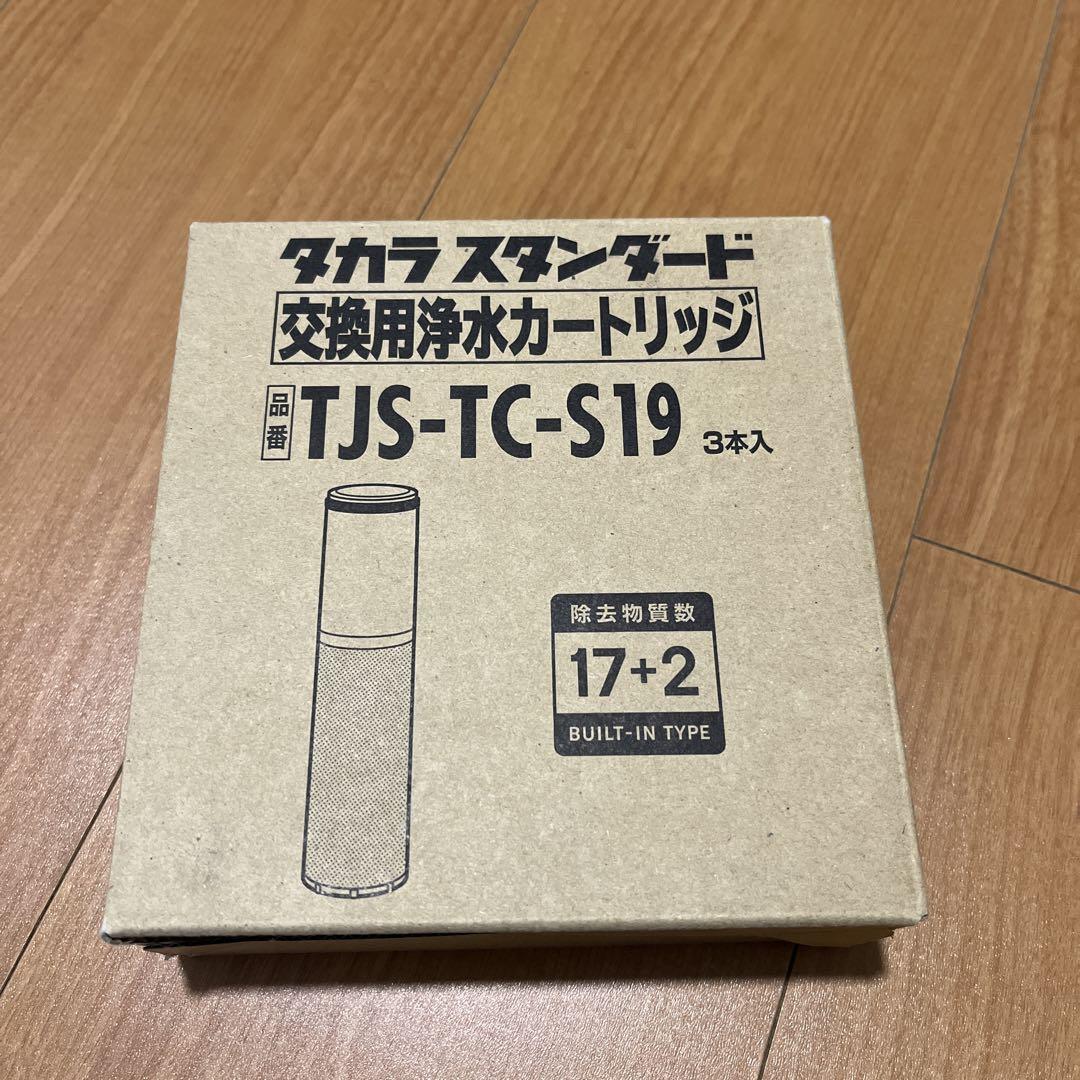 タカラスタンダード
交換用浄水カートリッジ
品番 TJS-TC-S19 3本入
除去物質数
17+2
BUILT-IN TYPE